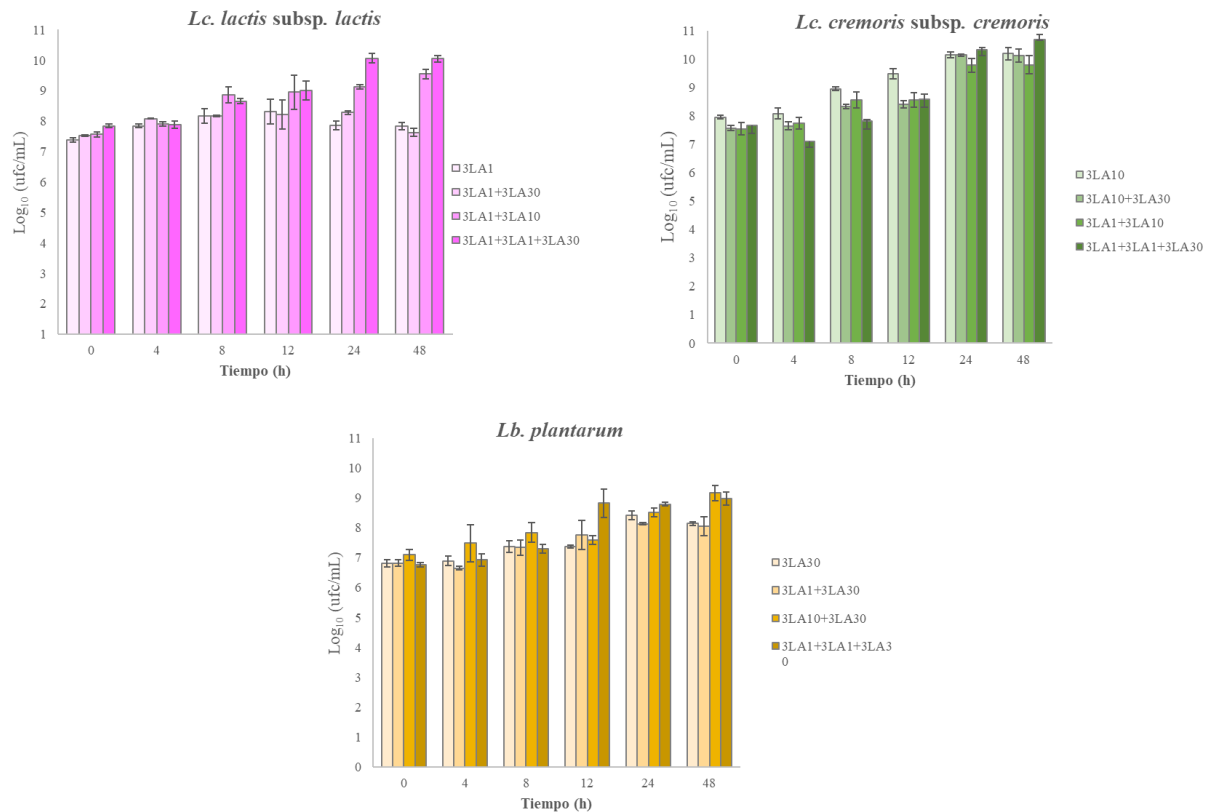 Lc. lactis subsp. lactis
11
10
9
8
7
6
5
4
3
2
1
Log10 (ufc/mL)
0 4 8 12 24 48
Tiempo (h)
3LA1
3LA1+3LA30
3LA1+3LA10
3LA1+3LA1+3LA30
Lc. cremoris subsp. cremoris
11
10
9
8
7
6
5
4
3
2
1
0
Log10 (ufc/mL)
0 4 8 12 24 48
Tiempo (h)
3LA10
3LA10+3LA30
3LA1+3LA10
3LA1+3LA1+3LA30
Lb. plantarum
11
10
9
8
7
6
5
4
3
2
1
0
Log10 (ufc/mL)
0 4 8 12 24 48
Tiempo (h)
3LA30
3LA1+3LA30
3LA10+3LA30
3LA1+3LA1+3LA3
0